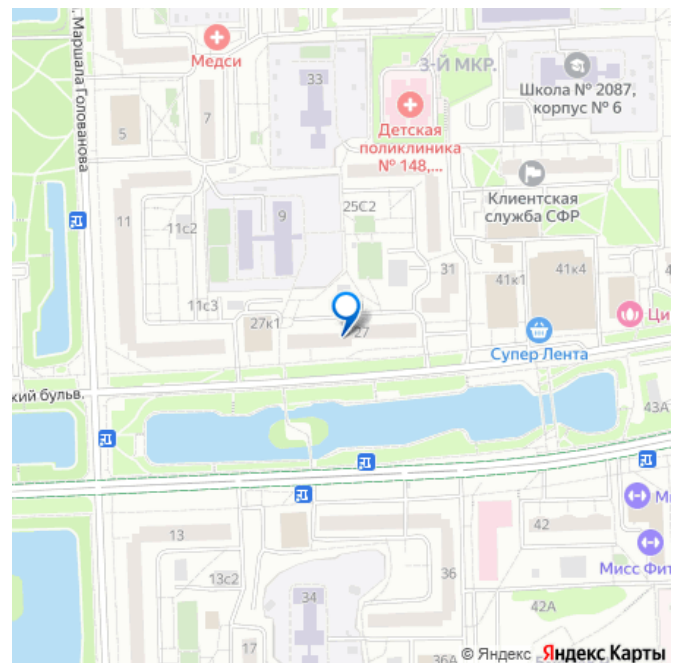 . Маршала Голованова
Медси
33
3-Й МКР.
Школа № 2087,
корпус № 6
5
7
Детская
поликлиника
№ 148,...
Клиентская
служба СФР
25С2
11
11с2
9
31
41к1
41к4
11с3
27к1
27
Ци
Супер Лента
кий бульв.
43А
13
42
М
Мисс Фит
13с2
36
34
42А
17
36А
© Яндекс Яндекс Карты